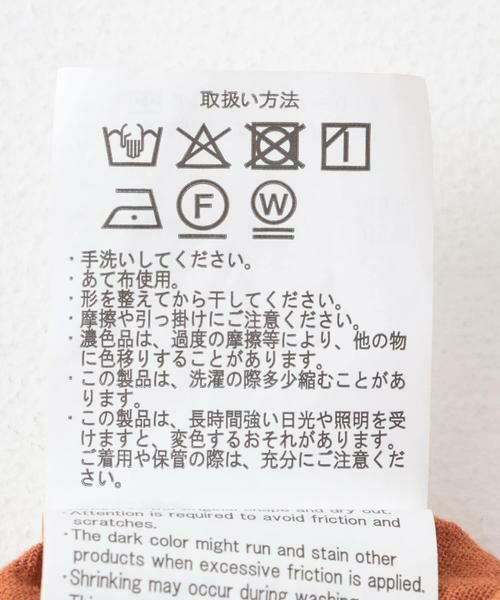 取扱い方法
F
W
・手洗いしてください。
・あて布使用。
・形を整えてから干してください。
・摩擦や引っ掛けにご注意ください。
・濃色品は、過度の摩擦等により、他の物
に色移りすることがあります。
・この製品は、洗濯の際多少縮むことがあ
ります。
・この製品は、長時間強い日光や照明を受
けますと、変色するおそれがあります。
ご着用や保管の際は、充分にご注意くだ
さい。
shape and dry out.
・Attention is required to avoid friction and
scratches.
・The dark color might run and stain other
products when excessive friction is applied.
・Shrinking may occur during washing